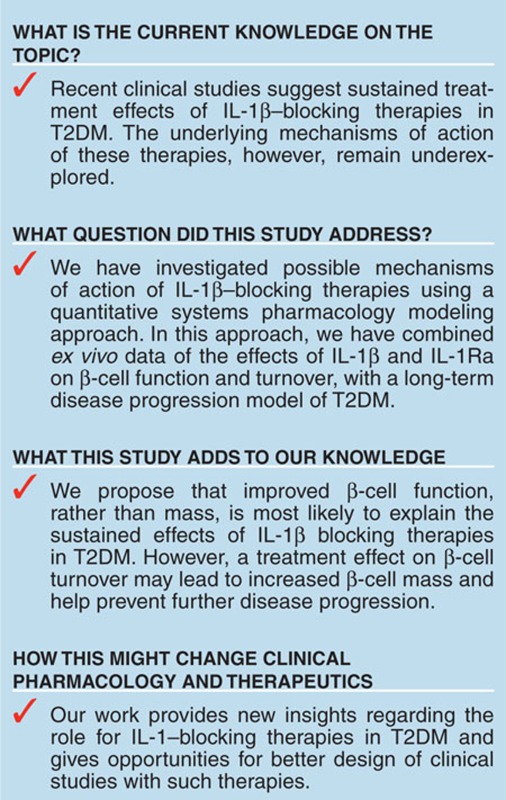 WHAT IS THE CURRENT KNOWLEDGE ON THE
TOPIC?
✓ Recent clinical studies suggest sustained treat-
ment effects of IL-1β–blocking therapies in
T2DM. The underlying mechanisms of action
of these therapies, however, remain underex-
plored.
WHAT QUESTION DID THIS STUDY ADDRESS?
✓ We have investigated possible mechanisms
of action of IL-1β–blocking therapies using a
quantitative systems pharmacology modeling
approach. In this approach, we have combined
ex vivo data of the effects of IL-1β and IL-1Ra
on β-cell function and turnover, with a long-term
disease progression model of T2DM.
WHAT THIS STUDY ADDS TO OUR KNOWLEDGE
✓ We propose that improved β-cell function,
rather than mass, is most likely to explain the
sustained effects of IL-1β blocking therapies
in T2DM. However, a treatment effect on β-cell
turnover may lead to increased β-cell mass and
help prevent further disease progression.
HOW THIS MIGHT CHANGE CLINICAL
PHARMACOLOGY AND THERAPEUTICS
✓ Our work provides new insights regarding the
role for IL-1–blocking therapies in T2DM and
gives opportunities for better design of clinical
studies with such therapies.